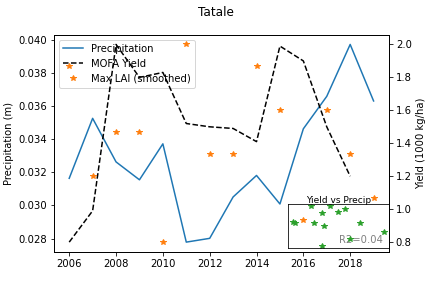 Tatale
Precipitation
MOFA Yield
Max LAI (smoothed)
0.040
0.038
0.036
0.034
0.032
0.030
0.028
Precipitation (m)
2.0
1.8
1.6
1.4
1.2
1.0
0.8
Yield (1000 kg/ha)
Yield vs Precip
R2=0.04
2006 2008 2010 2012 2014 2016 2018